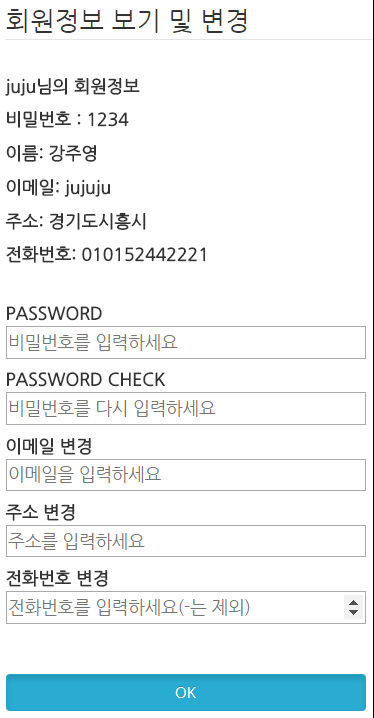 회원정보 보기 및 변경
juju님의 회원정보
비밀번호 : 1234
이름: 강주영
이메일: jujuju
주소: 경기도시흥시
전화번호: 010152442221
PASSWORD
비밀번호를 입력하세요
PASSWORD CHECK
비밀번호를 다시 입력하세요
이메일 변경
이메일을 입력하세요
주소 변경
주소를 입력하세요
전화번호 변경
전화번호를 입력하세요(-는 제외)
OK